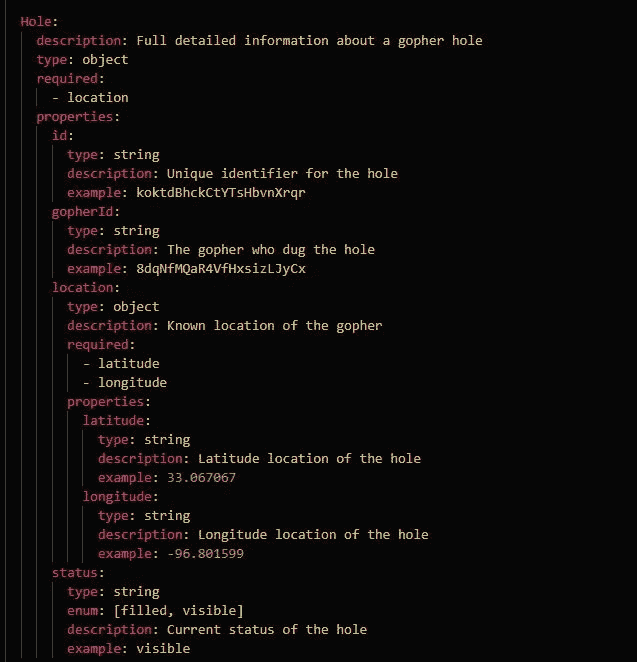 Hole:
description: Full detailed information about a gopher hole
type: object
required:
- location
properties:
id:
type: string
description: Unique identifier for the hole
example: koktdBhckCtYTsHbvnXrqr
gopherId:
type: string
description: The gopher who dug the hole
example: 8dqNfMQaR4VfHxsizLJyCx
location:
type: object
description: Known location of the gopher
required:
- latitude
- longitude
properties:
latitude:
type: string
description: Latitude location of the hole
example: 33.067067
longitude:
type: string
description: Longitude location of the hole
example: -96.801599
status:
type: string
enum: [filled, visible]
description: Current status of the hole
example: visible